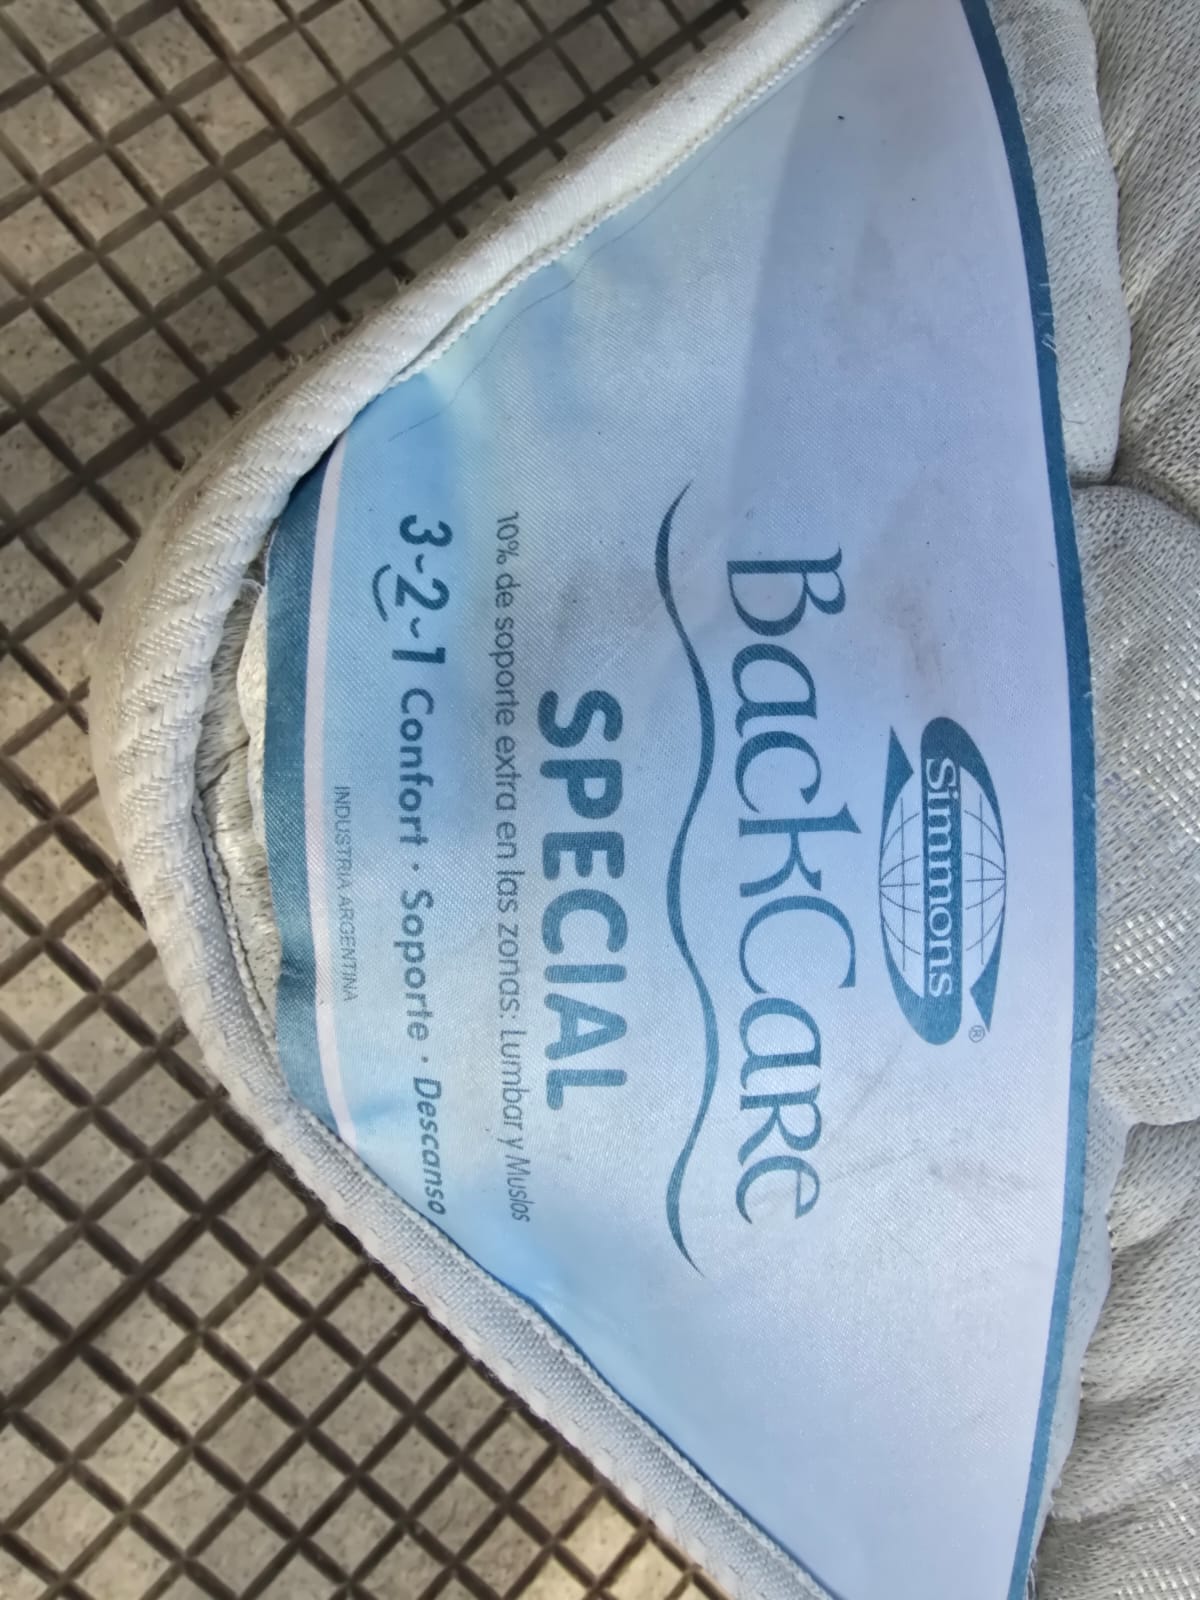 Simmons®
BackCare
SPECIAL
10% de soporte extra en las zonas: Lumbar y Muslos
3-2-1 Confort · Soporte · Descanso
INDUSTRIA ARGENTINA